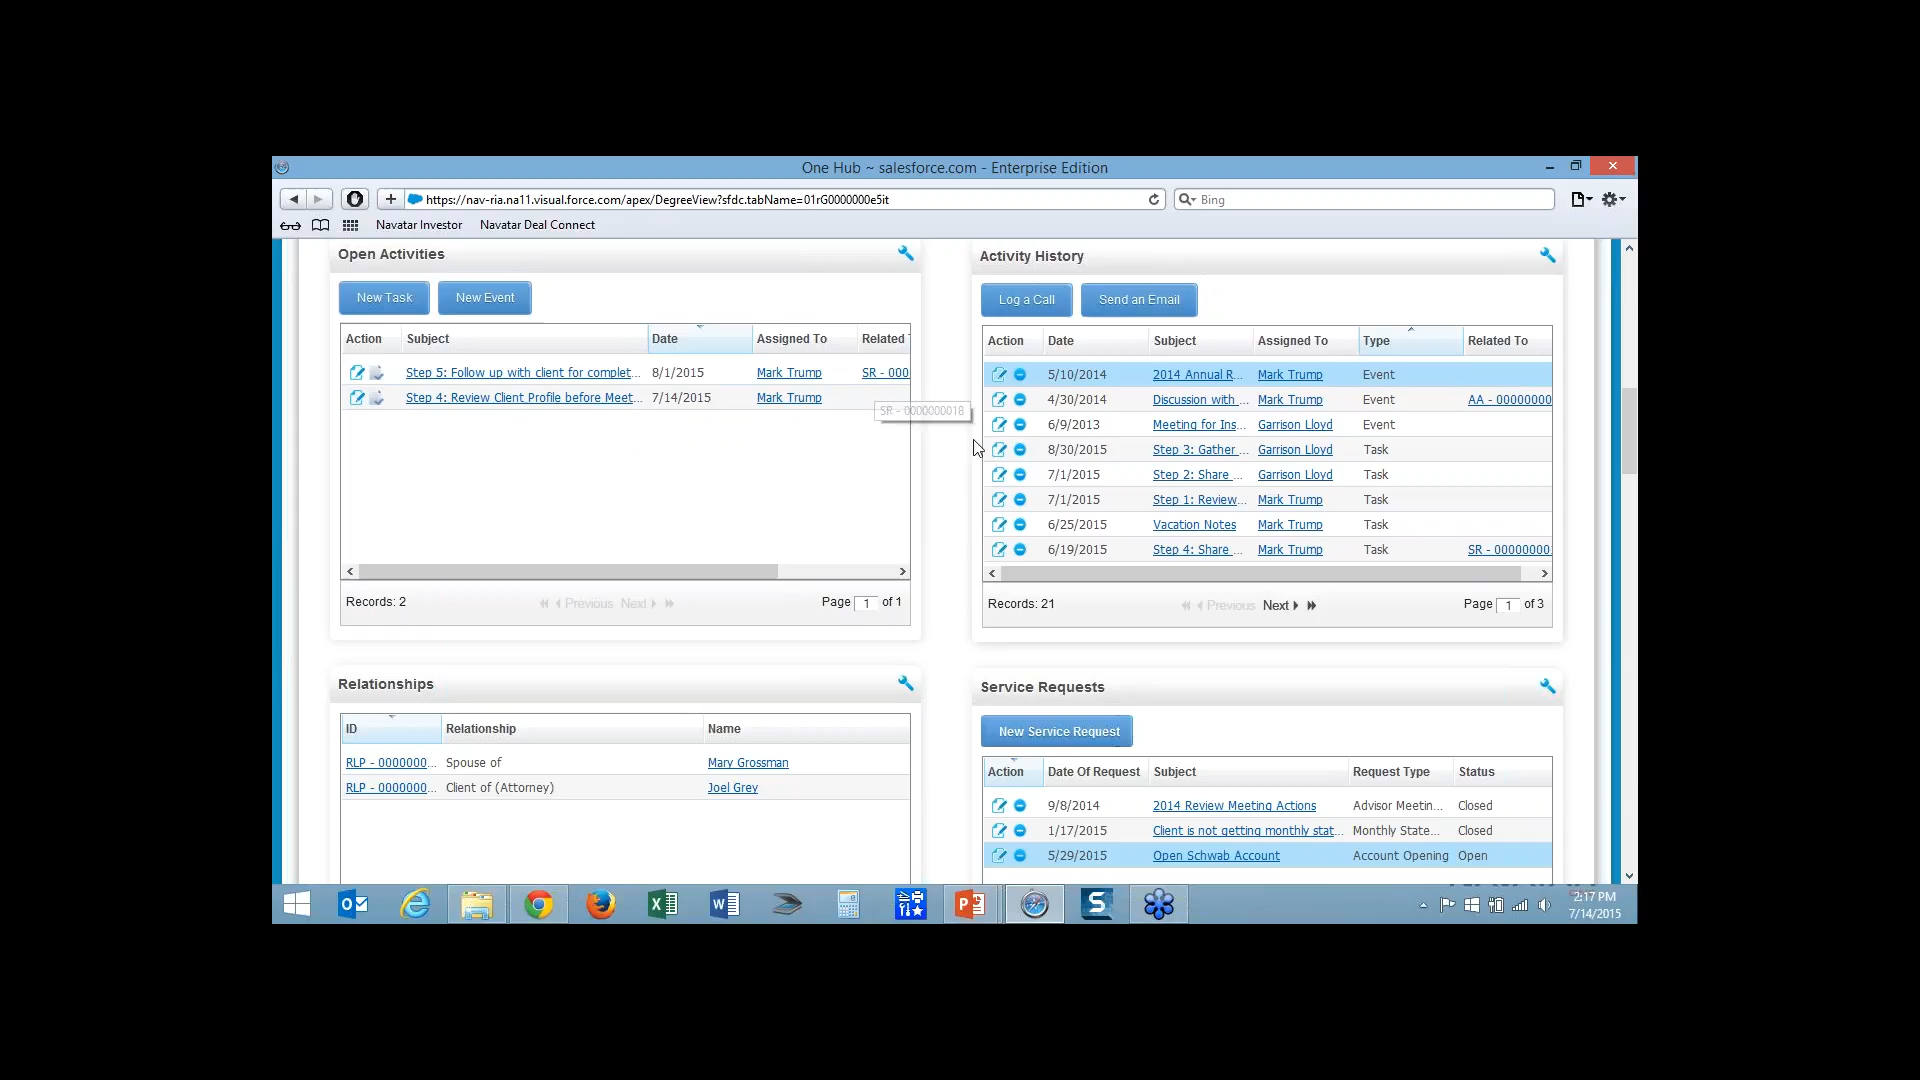 One Hub ~ salesforce.com - Enterprise Edition
https://nav-ria.na11.visual.force.com/apex/DegreeView?sfdc.tabName=01rG0000000e5it
Bing
Navatar Investor Navatar Deal Connect
Open Activities
New Task New Event
Action Subject Date Assigned To Related
Step 5: Follow up with client for complet... 8/1/2015 Mark Trump SR - 000
Step 4: Review Client Profile before Meet... 7/14/2015 Mark Trump
SR - 0000000018
Records: 2 Previous Next Page 1 of 1
Activity History
Log a Call Send an Email
Action Date Subject Assigned To Type Related To
5/10/2014 2014 Annual R... Mark Trump Event
4/30/2014 Discussion with ... Mark Trump Event AA - 00000000
6/9/2013 Meeting for Ins... Garrison Lloyd Event
8/30/2015 Step 3: Gather ... Garrison Lloyd Task
7/1/2015 Step 2: Share ... Garrison Lloyd Task
7/1/2015 Step 1: Review... Mark Trump Task
6/25/2015 Vacation Notes Mark Trump Task
6/19/2015 Step 4: Share ... Mark Trump Task SR - 00000000
Records: 21 Previous Next Page 1 of 3
Relationships
ID Relationship Name
RLP - 0000000... Spouse of Mary Grossman
RLP - 0000000... Client of (Attorney) Joel Grey
Service Requests
New Service Request
Action Date Of Request Subject Request Type Status
9/8/2014 2014 Review Meeting Actions Advisor Meetin... Closed
1/17/2015 Client is not getting monthly stat... Monthly State... Closed
5/29/2015 Open Schwab Account Account Opening Open
2:17 PM
7/14/2015